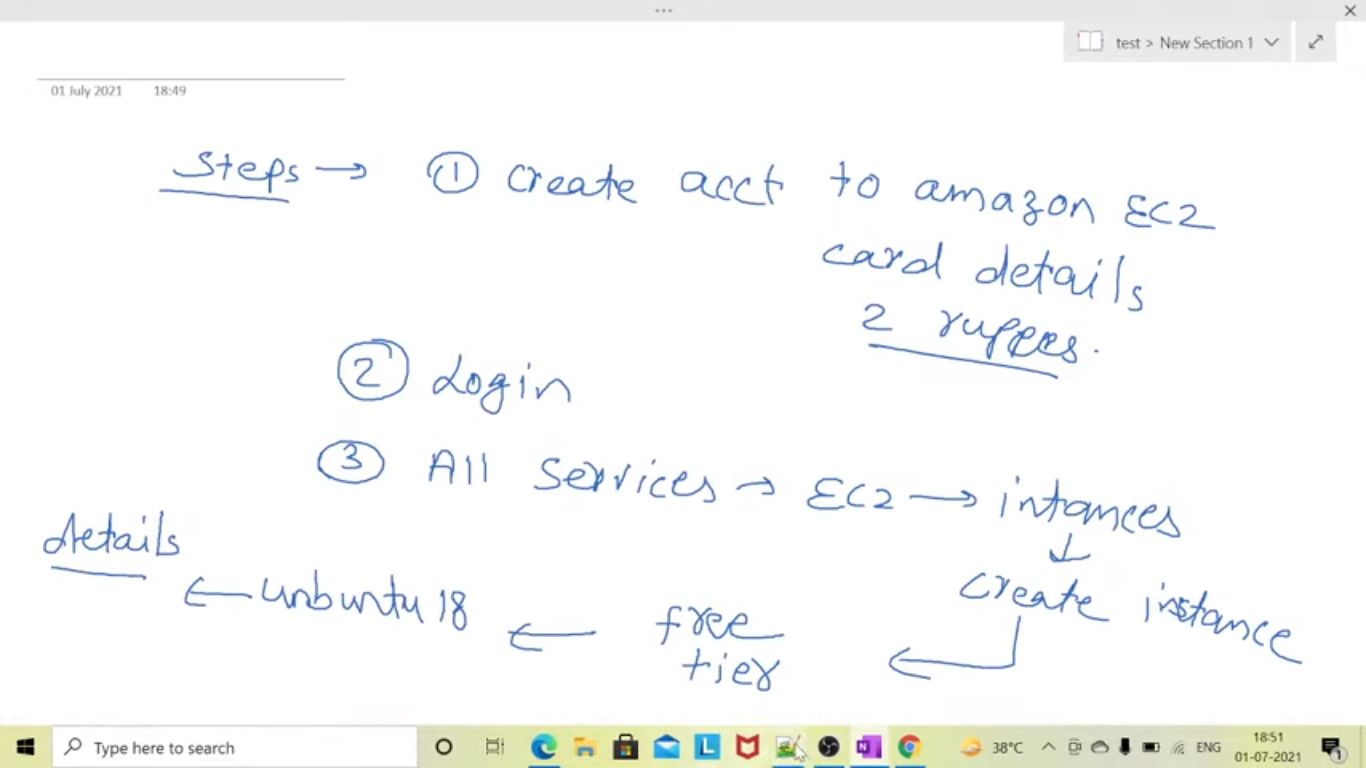 test > New Section 1
01 July 2021 18:49
Steps → ① create acct to amazon EC2
card details
2 rupees.
② Login
③ All Services → EC2 → intances
↓
create instance
← free tier
← unbuntu 18
← details
Type here to search
38°C ENG 18:51
01-07-2021
1